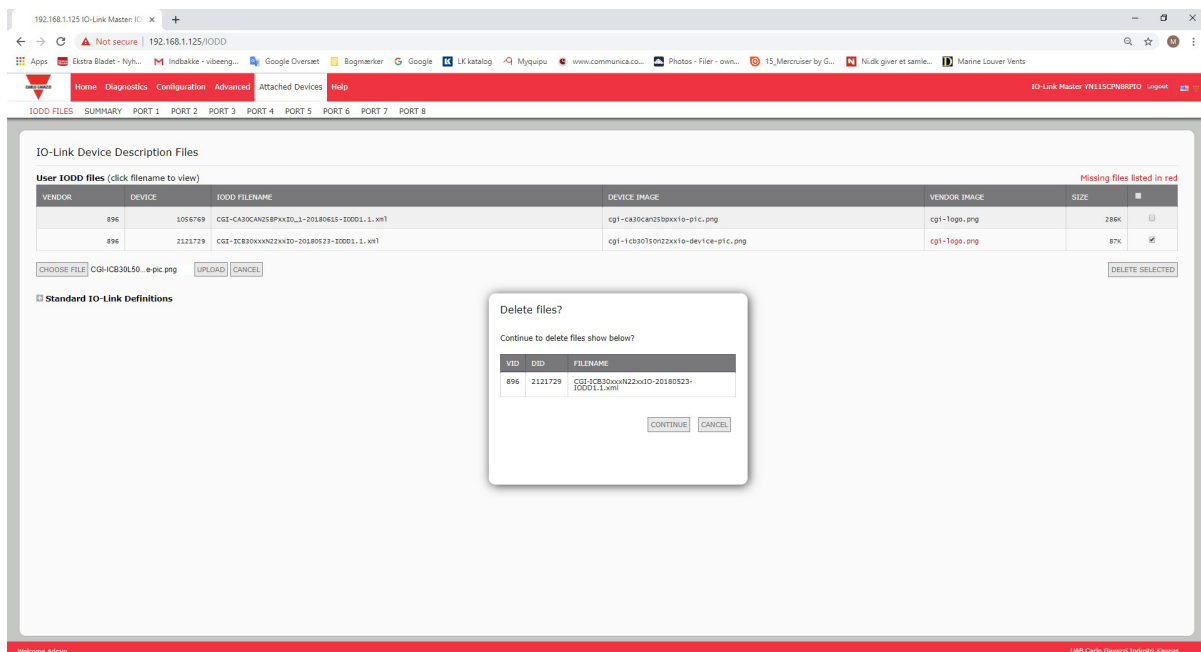 192.168.1.125 IO-Link Master: IO
Not secure | 192.168.1.125/IODD
Apps Ekstra Bladet - Nyh... Indbakke - vibeeng... Google Oversæt Bogmærker Google LK katalog Myquipu www.communica.co... Photos - Filer - own... 15_Mercruiser by G... Ni.dk giver et samle... Marine Louver Vents
CARLO GAVAZZI Home Diagnostics Configuration Advanced Attached Devices Help IO-Link Master YN115CPN8RPIO Logout
IODD FILES SUMMARY PORT 1 PORT 2 PORT 3 PORT 4 PORT 5 PORT 6 PORT 7 PORT 8
IO-Link Device Description Files
User IODD files (click filename to view) Missing files listed in red
VENDOR DEVICE IODD FILENAME DEVICE IMAGE VENDOR IMAGE SIZE
896 1056769 CGI-CA30CAN25BPxxIO_1-20180615-IODD1.1.xml cgi-ca30can25bpxxio-pic.png cgi-logo.png 286K
896 2121729 CGI-ICB30xxxN22xxIO-20180523-IODD1.1.xml cgi-icb30l50n22xxio-device-pic.png cgi-logo.png 87K
CHOOSE FILE CGI-ICB30L50...e-pic.png UPLOAD CANCEL DELETE SELECTED
Standard IO-Link Definitions
Delete files?
Continue to delete files show below?
VID DID FILENAME
896 2121729 CGI-ICB30xxxN22xxIO-20180523-
IODD1.1.xml
CONTINUE CANCEL
Welcome Admin UAB Carlo Gavazzi Industri Kaunas